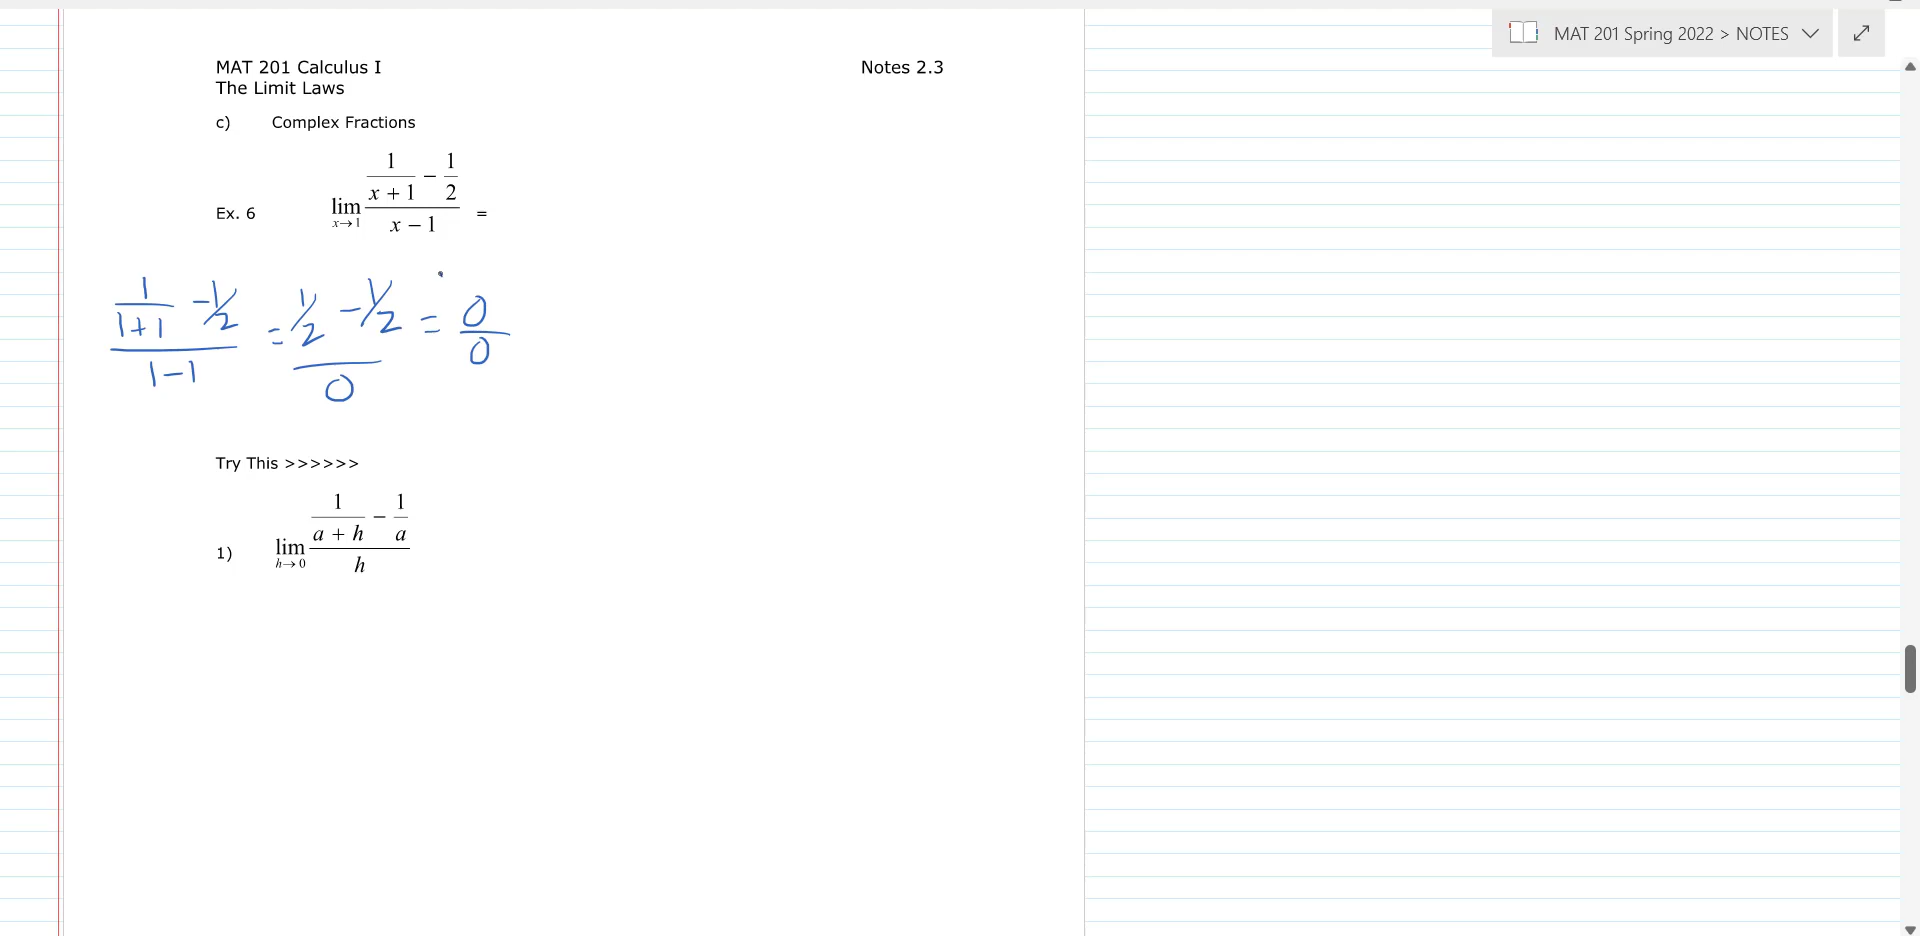 MAT 201 Spring 2022 > NOTES
MAT 201 Calculus I Notes 2.3
The Limit Laws
c) Complex Fractions
Ex. 6 lim x→1 (1/(x + 1) − 1/2)/(x − 1) =
(1/(1+1) - 1/2)/(1-1) = (1/2 - 1/2)/0 = 0/0
Try This >>>>>>
1) lim h→0 (1/(a + h) − 1/a)/h